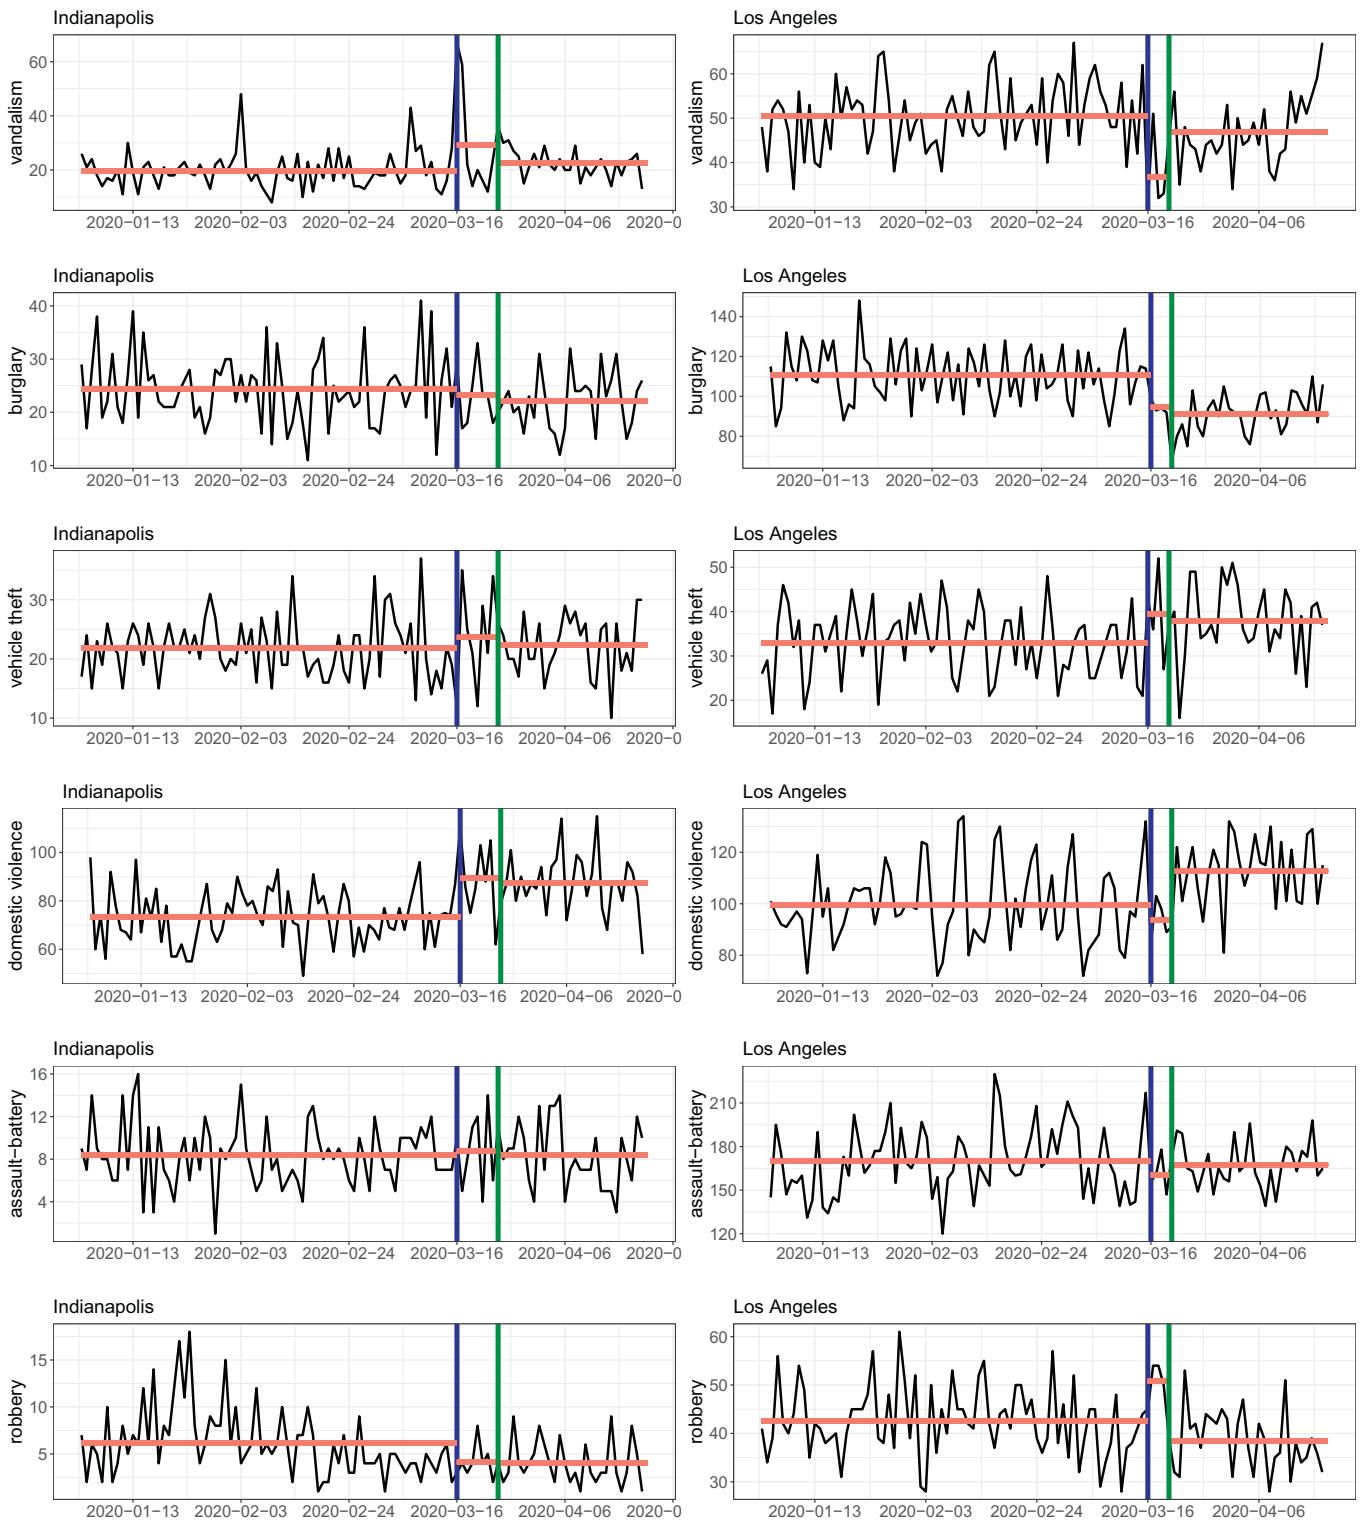 Indianapolis
Los Angeles
vandalism
60
40
20
2020−01−13 2020−02−03 2020−02−24 2020−03−16 2020−04−06 2020−0
vandalism
60
50
40
30
2020−01−13 2020−02−03 2020−02−24 2020−03−16 2020−04−06
Indianapolis
Los Angeles
burglary
40
30
20
10
2020−01−13 2020−02−03 2020−02−24 2020−03−16 2020−04−06 2020−0
burglary
140
120
100
80
2020−01−13 2020−02−03 2020−02−24 2020−03−16 2020−04−06
Indianapolis
Los Angeles
vehicle theft
30
20
10
2020−01−13 2020−02−03 2020−02−24 2020−03−16 2020−04−06 2020−0
vehicle theft
50
40
30
20
2020−01−13 2020−02−03 2020−02−24 2020−03−16 2020−04−06
Indianapolis
Los Angeles
domestic violence
100
80
60
2020−01−13 2020−02−03 2020−02−24 2020−03−16 2020−04−06 2020−0
domestic violence
120
100
80
2020−01−13 2020−02−03 2020−02−24 2020−03−16 2020−04−06
Indianapolis
Los Angeles
assault−battery
16
12
8
4
2020−01−13 2020−02−03 2020−02−24 2020−03−16 2020−04−06 2020−0
assault−battery
210
180
150
120
2020−01−13 2020−02−03 2020−02−24 2020−03−16 2020−04−06
Indianapolis
Los Angeles
robbery
15
10
5
2020−01−13 2020−02−03 2020−02−24 2020−03−16 2020−04−06 2020−0
robbery
60
50
40
30
2020−01−13 2020−02−03 2020−02−24 2020−03−16 2020−04−06